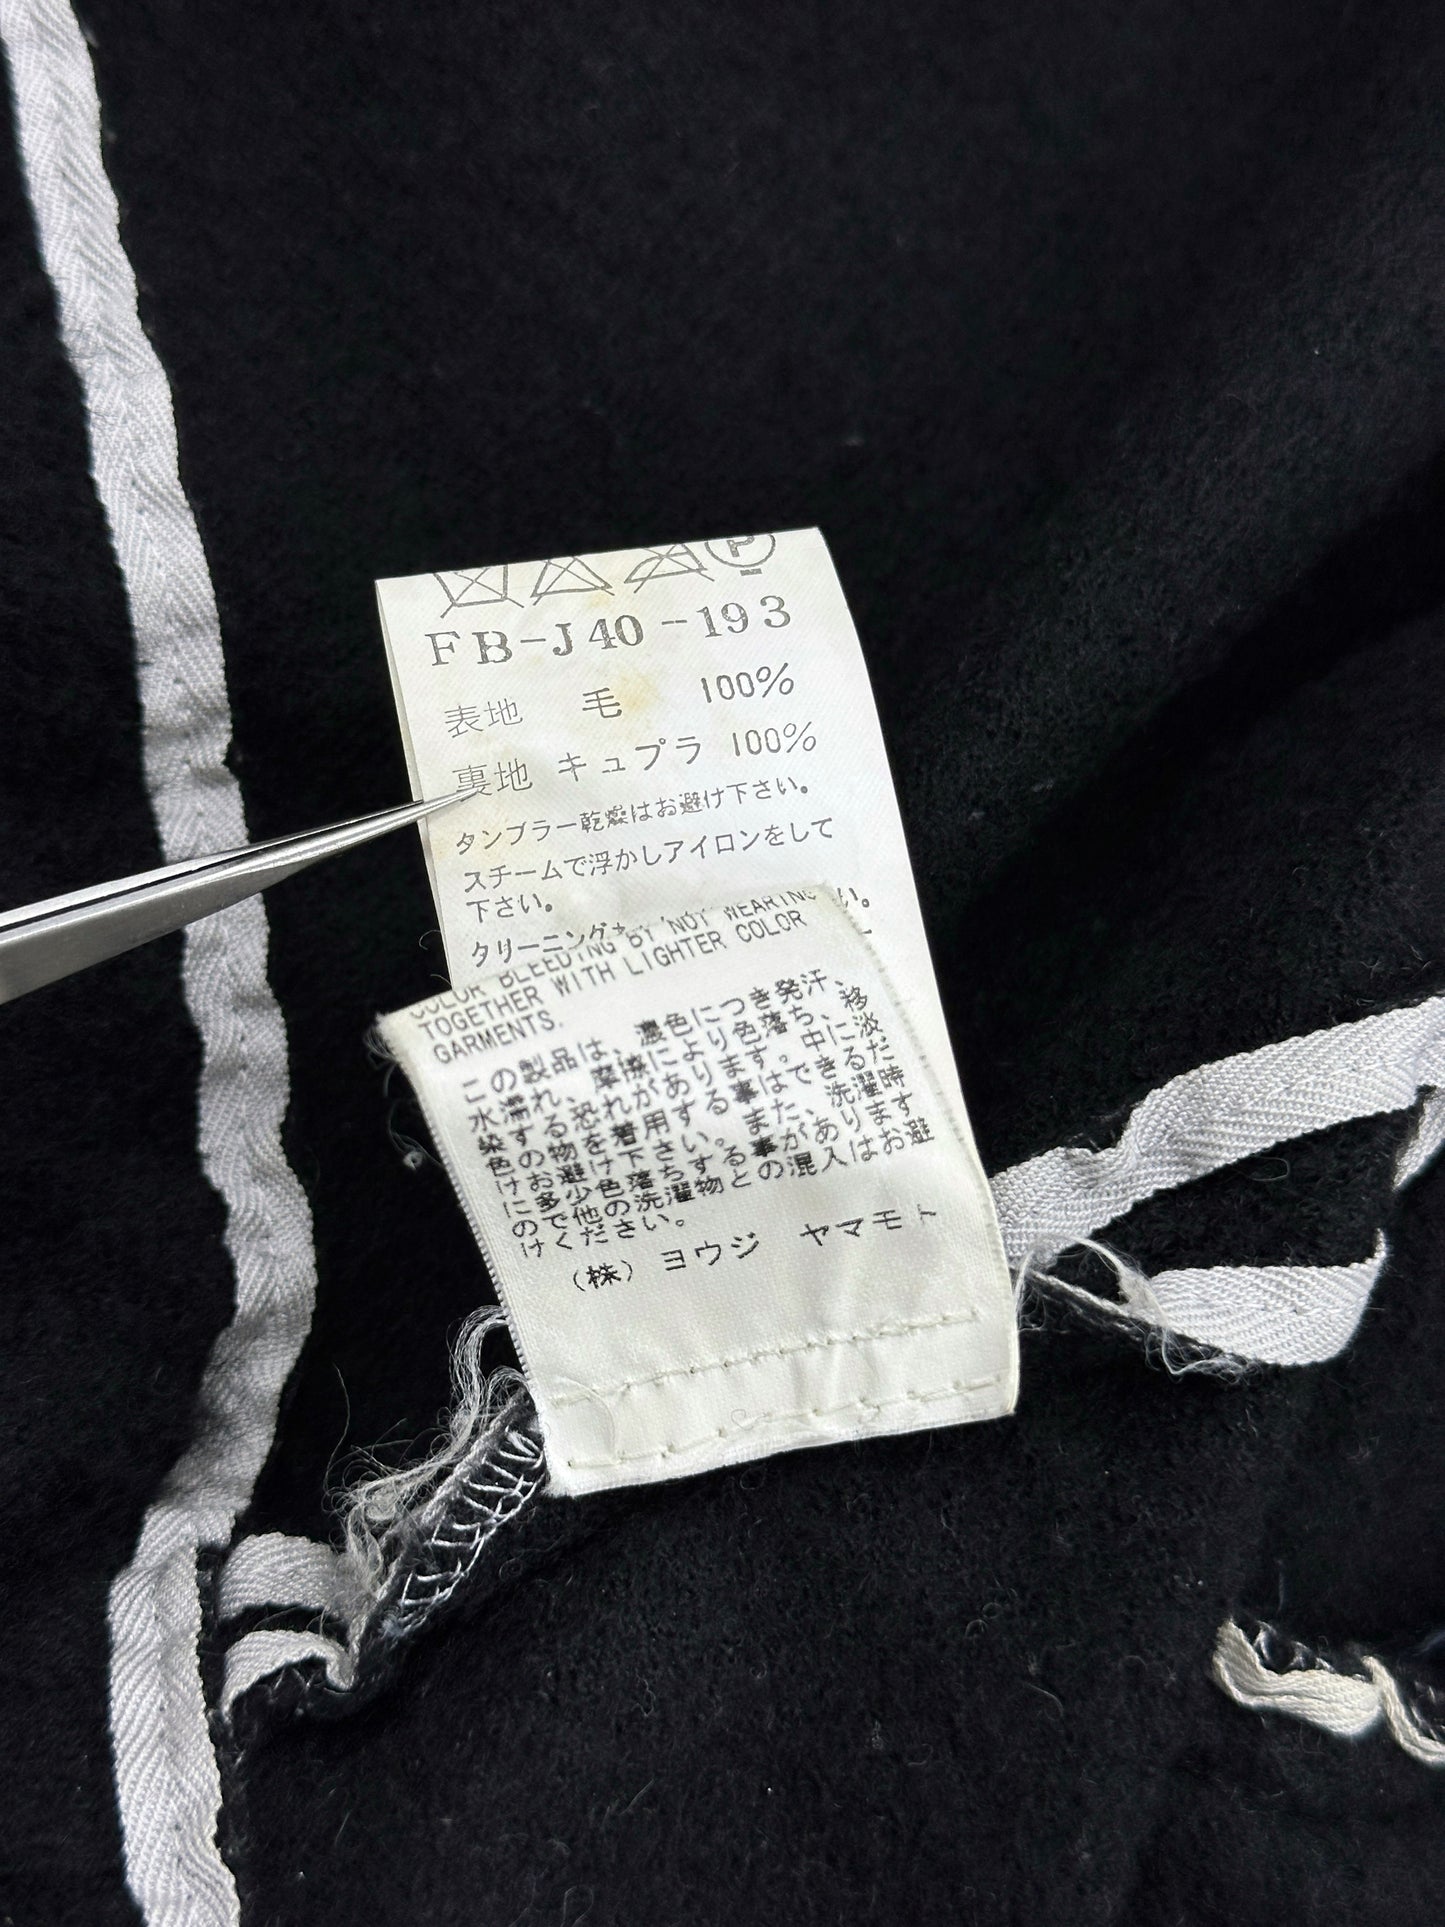 P
FB-J40-193
表地 毛 100%
裏地 キュプラ 100%
タンブラー乾燥はお避け下さい。
スチームで浮かしアイロンをして
下さい。
クリーニング い。
COLOR BLEEDING BY NOT WEARING
TOGETHER WITH LIGHTER COLOR
GARMENTS.
この製品は、濃色につき発汗、
水濡れ、摩擦により色落ち、移
染する恐れがあります。中に淡
色の物を着用する事はできるだ
けお避け下さい。また、洗濯時
に多少色落ちする事があります
ので他の洗濯物との混入はお避
けください。
(株) ヨウジ ヤマモト